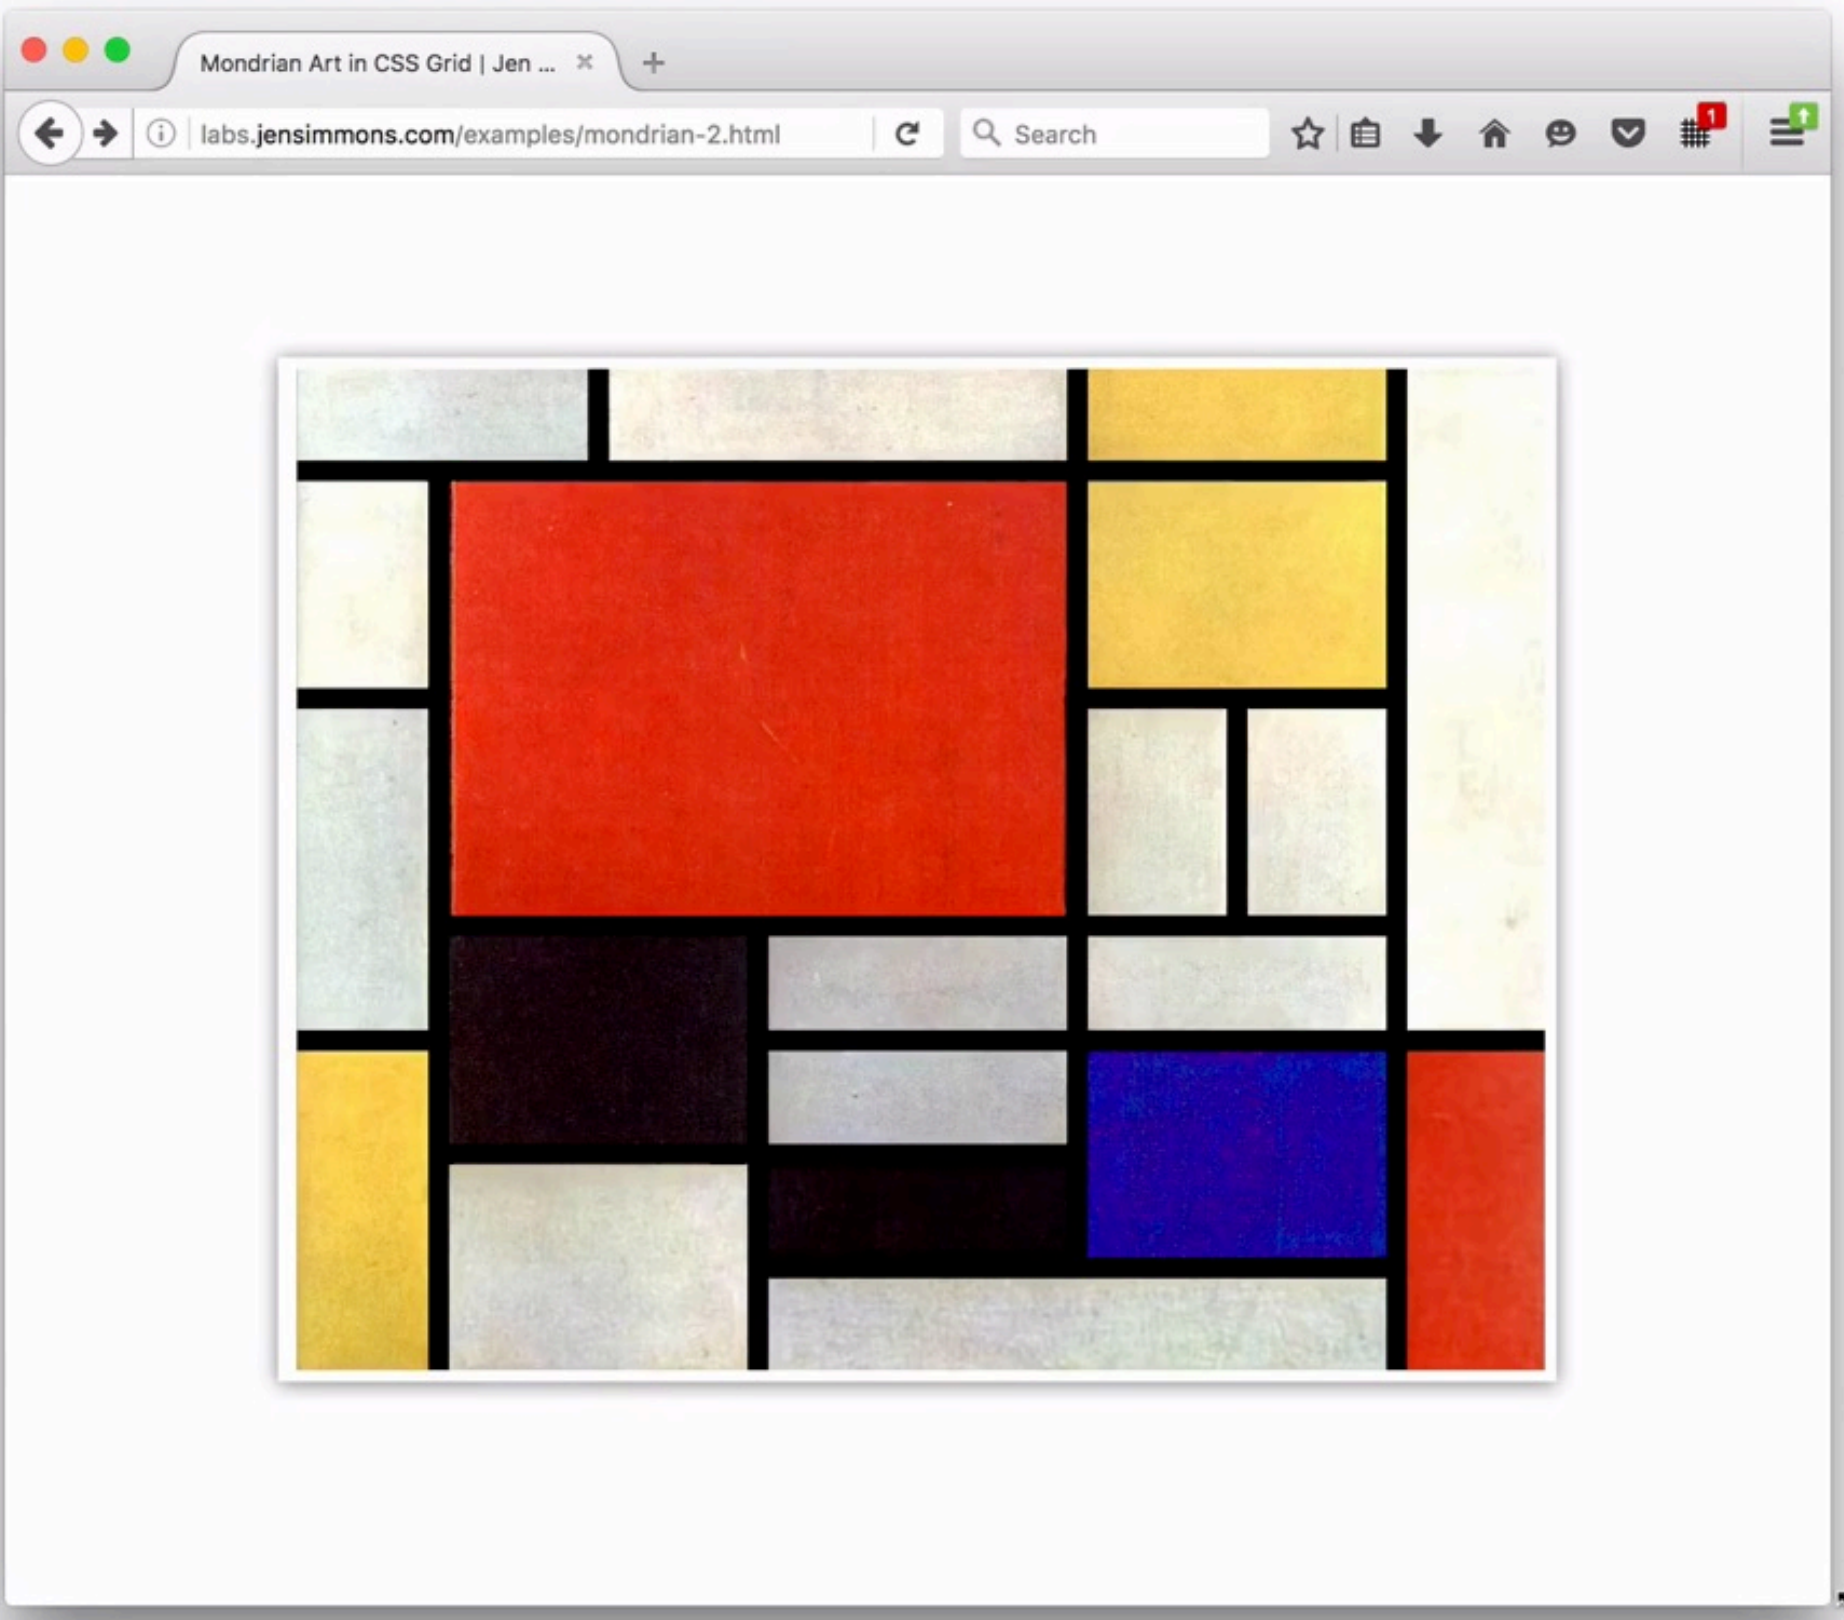 Mondrian Art in CSS Grid | Jen ...
labs.jensimmons.com/examples/mondrian-2.html
Search
1